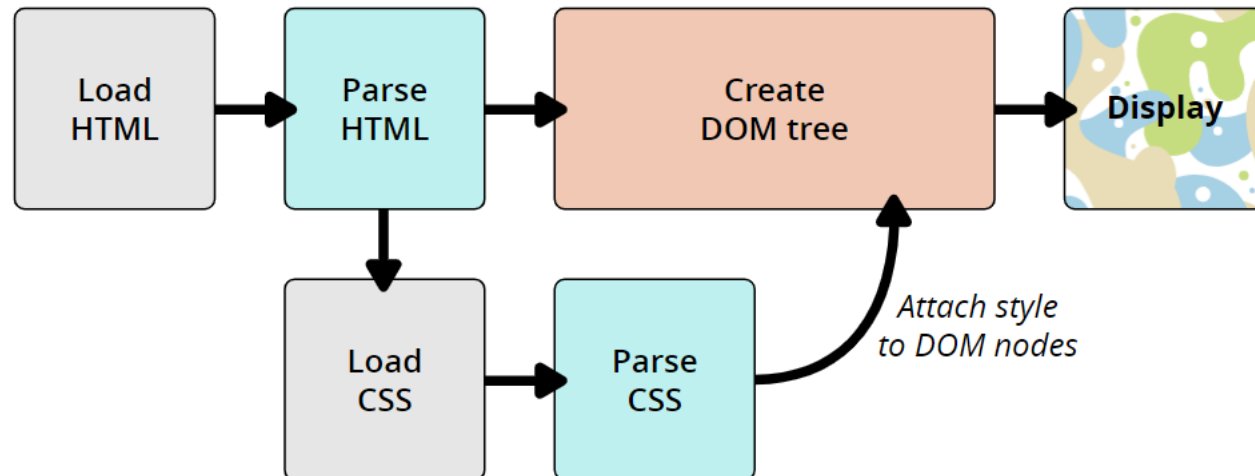 Load
HTML
Parse
HTML
Create
DOM tree
Display
Load
CSS
Parse
CSS
Attach style
to DOM nodes